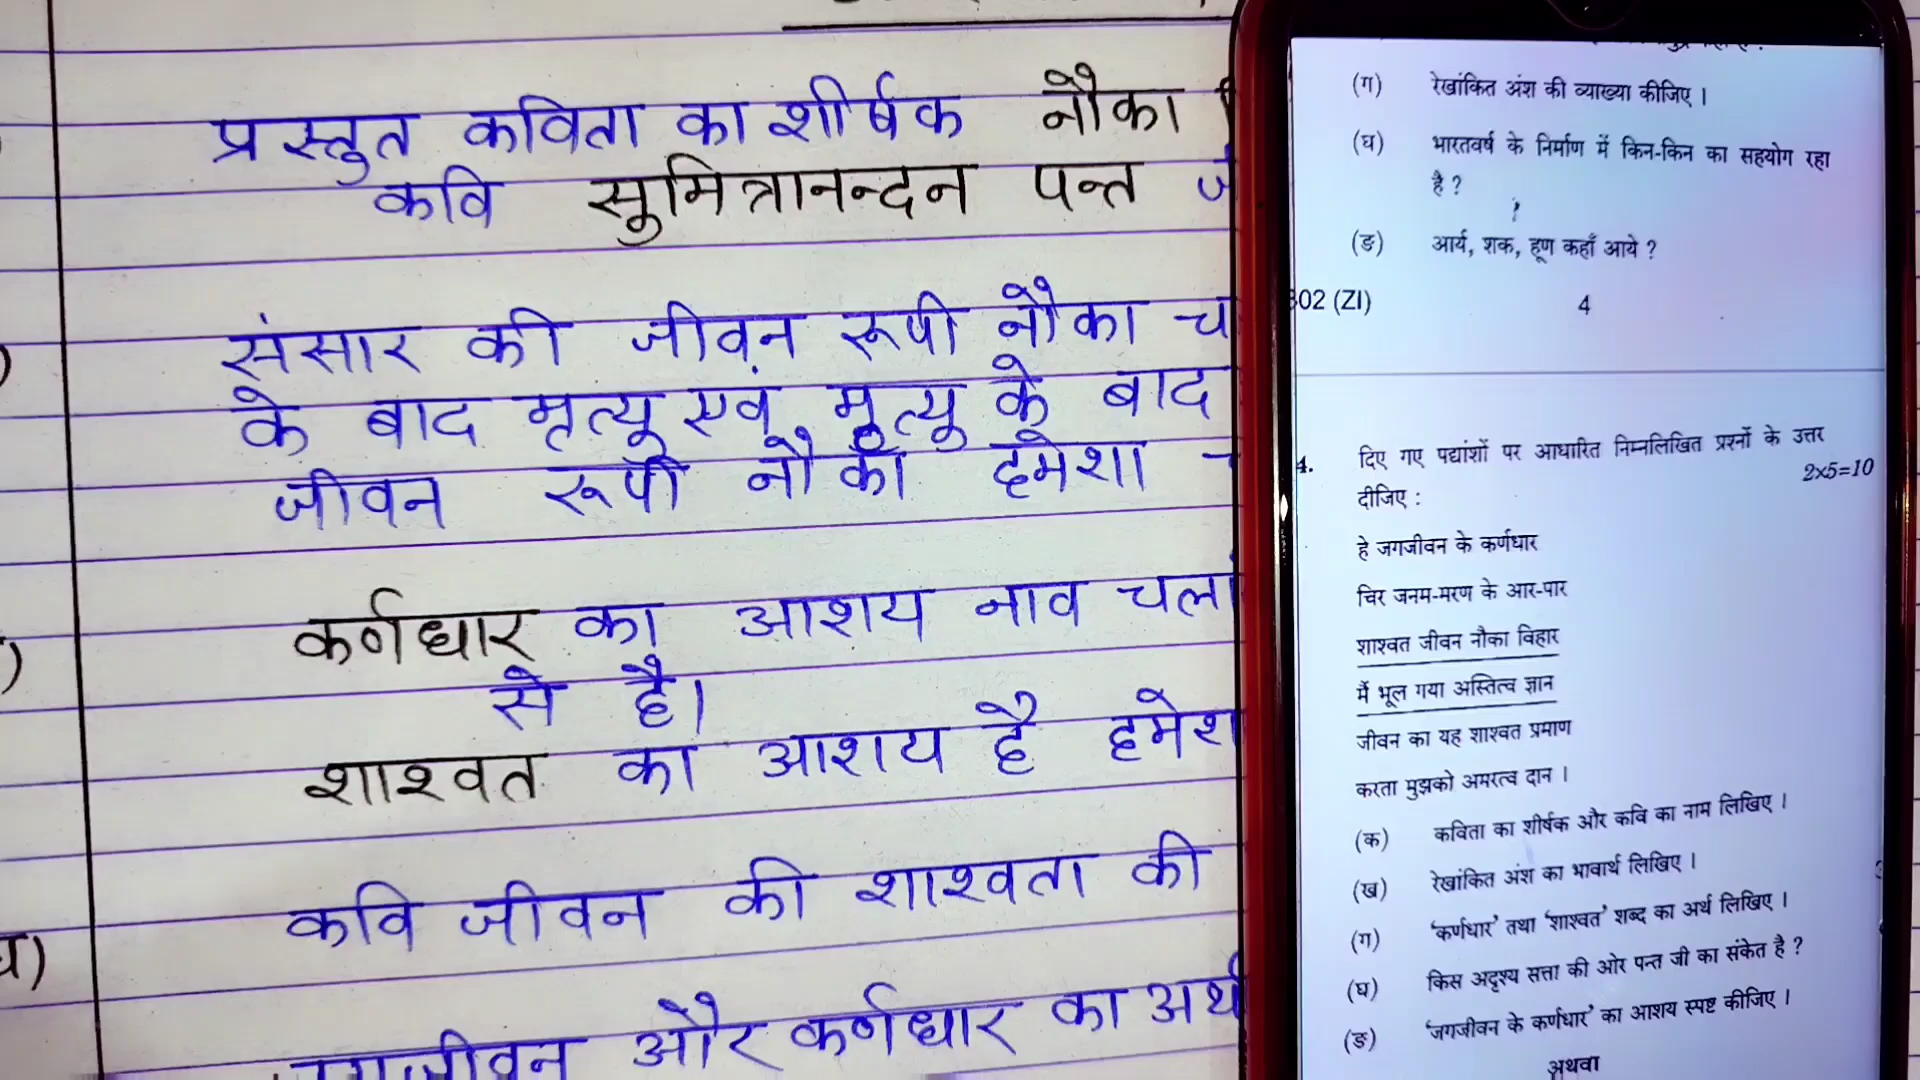 प्रस्तुत कविता का शीर्षक नौका
कवि सुमित्रानन्दन पन्त
संसार की जीवन रूपी नौका
के बाद मृत्यु एवं मृत्यु के बाद
जीवन रूपी नौका हमेशा
कर्णधार का आशय नाव
से है।
शाश्वत का आशय है
कवि जीवन की शाश्वता की
और कर्णधार का अर्थ
(ग) रेखांकित अंश की व्याख्या कीजिए ।
(घ) भारतवर्ष के निर्माण में किन-किन का सहयोग रहा
है ?
(ङ) आर्य, शक, हूण कहाँ आये ?
302 (ZI) 4
4. दिए गए पद्यांशों पर आधारित निम्नलिखित प्रश्नों के उत्तर
दीजिए : 2x5=10
हे जगजीवन के कर्णधार
चिर जनम-मरण के आर-पार
शाश्वत जीवन नौका विहार
मैं भूल गया अस्तित्व ज्ञान
जीवन का यह शाश्वत प्रमाण
करता मुझको अमरत्व दान ।
(क) कविता का शीर्षक और कवि का नाम लिखिए ।
(ख) रेखांकित अंश का भावार्थ लिखिए ।
(ग) 'कर्णधार' तथा 'शाश्वत' शब्द का अर्थ लिखिए ।
(घ) किस अदृश्य सत्ता की ओर पन्त जी का संकेत है ?
(ङ) 'जगजीवन के कर्णधार' का आशय स्पष्ट कीजिए ।
अथवा